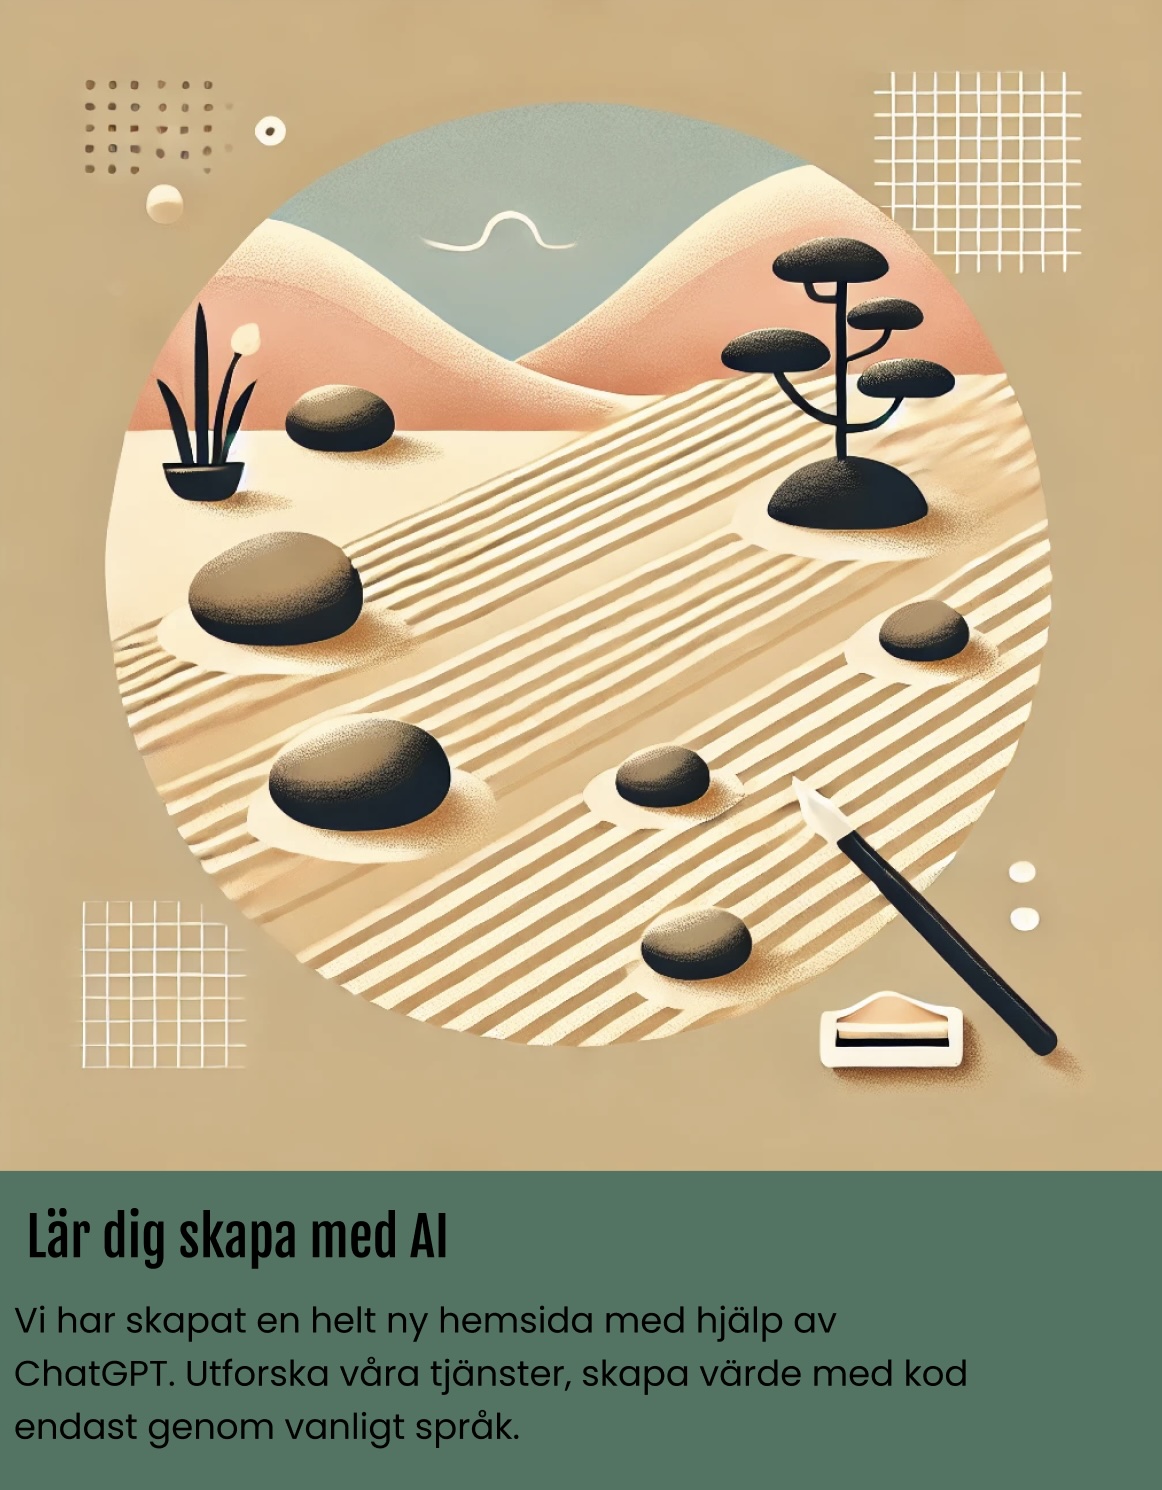 Lär dig skapa med AI
Vi har skapat en helt ny hemsida med hjälp av
ChatGPT. Utforska våra tjänster, skapa värde med kod
endast genom vanligt språk.